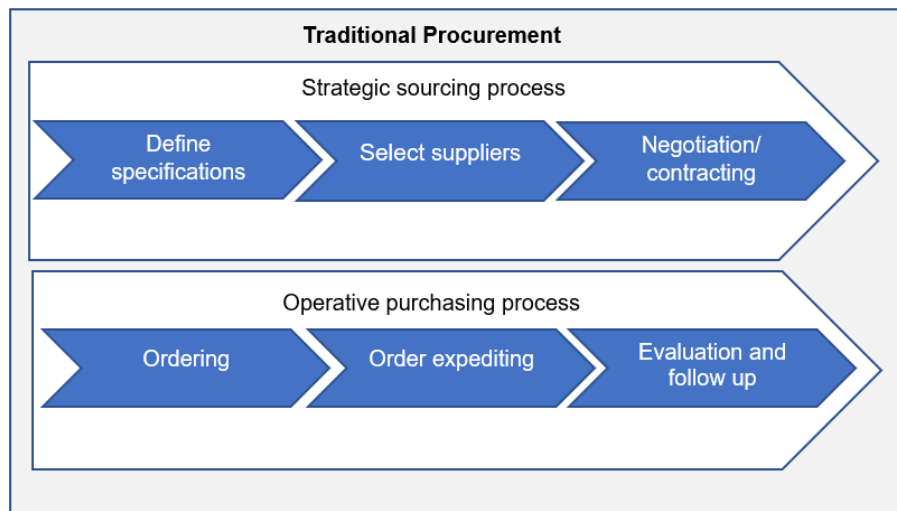 Traditional Procurement
Strategic sourcing process
Define
specifications
Select suppliers
Negotiation/
contracting
Operative purchasing process
Ordering
Order expediting
Evaluation and
follow up